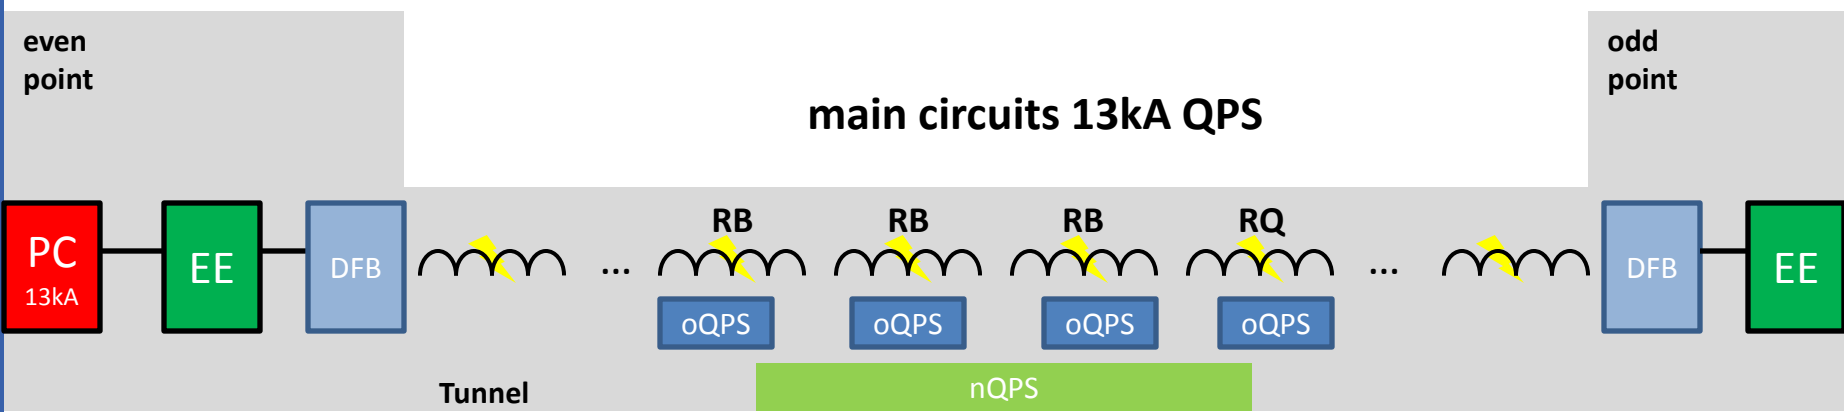 even
point
odd
point
main circuits 13kA QPS
RB
RB
RB
RQ
PC
13kA
EE
DFB
...
...
DFB
EE
oQPS
oQPS
oQPS
oQPS
Tunnel
nQPS